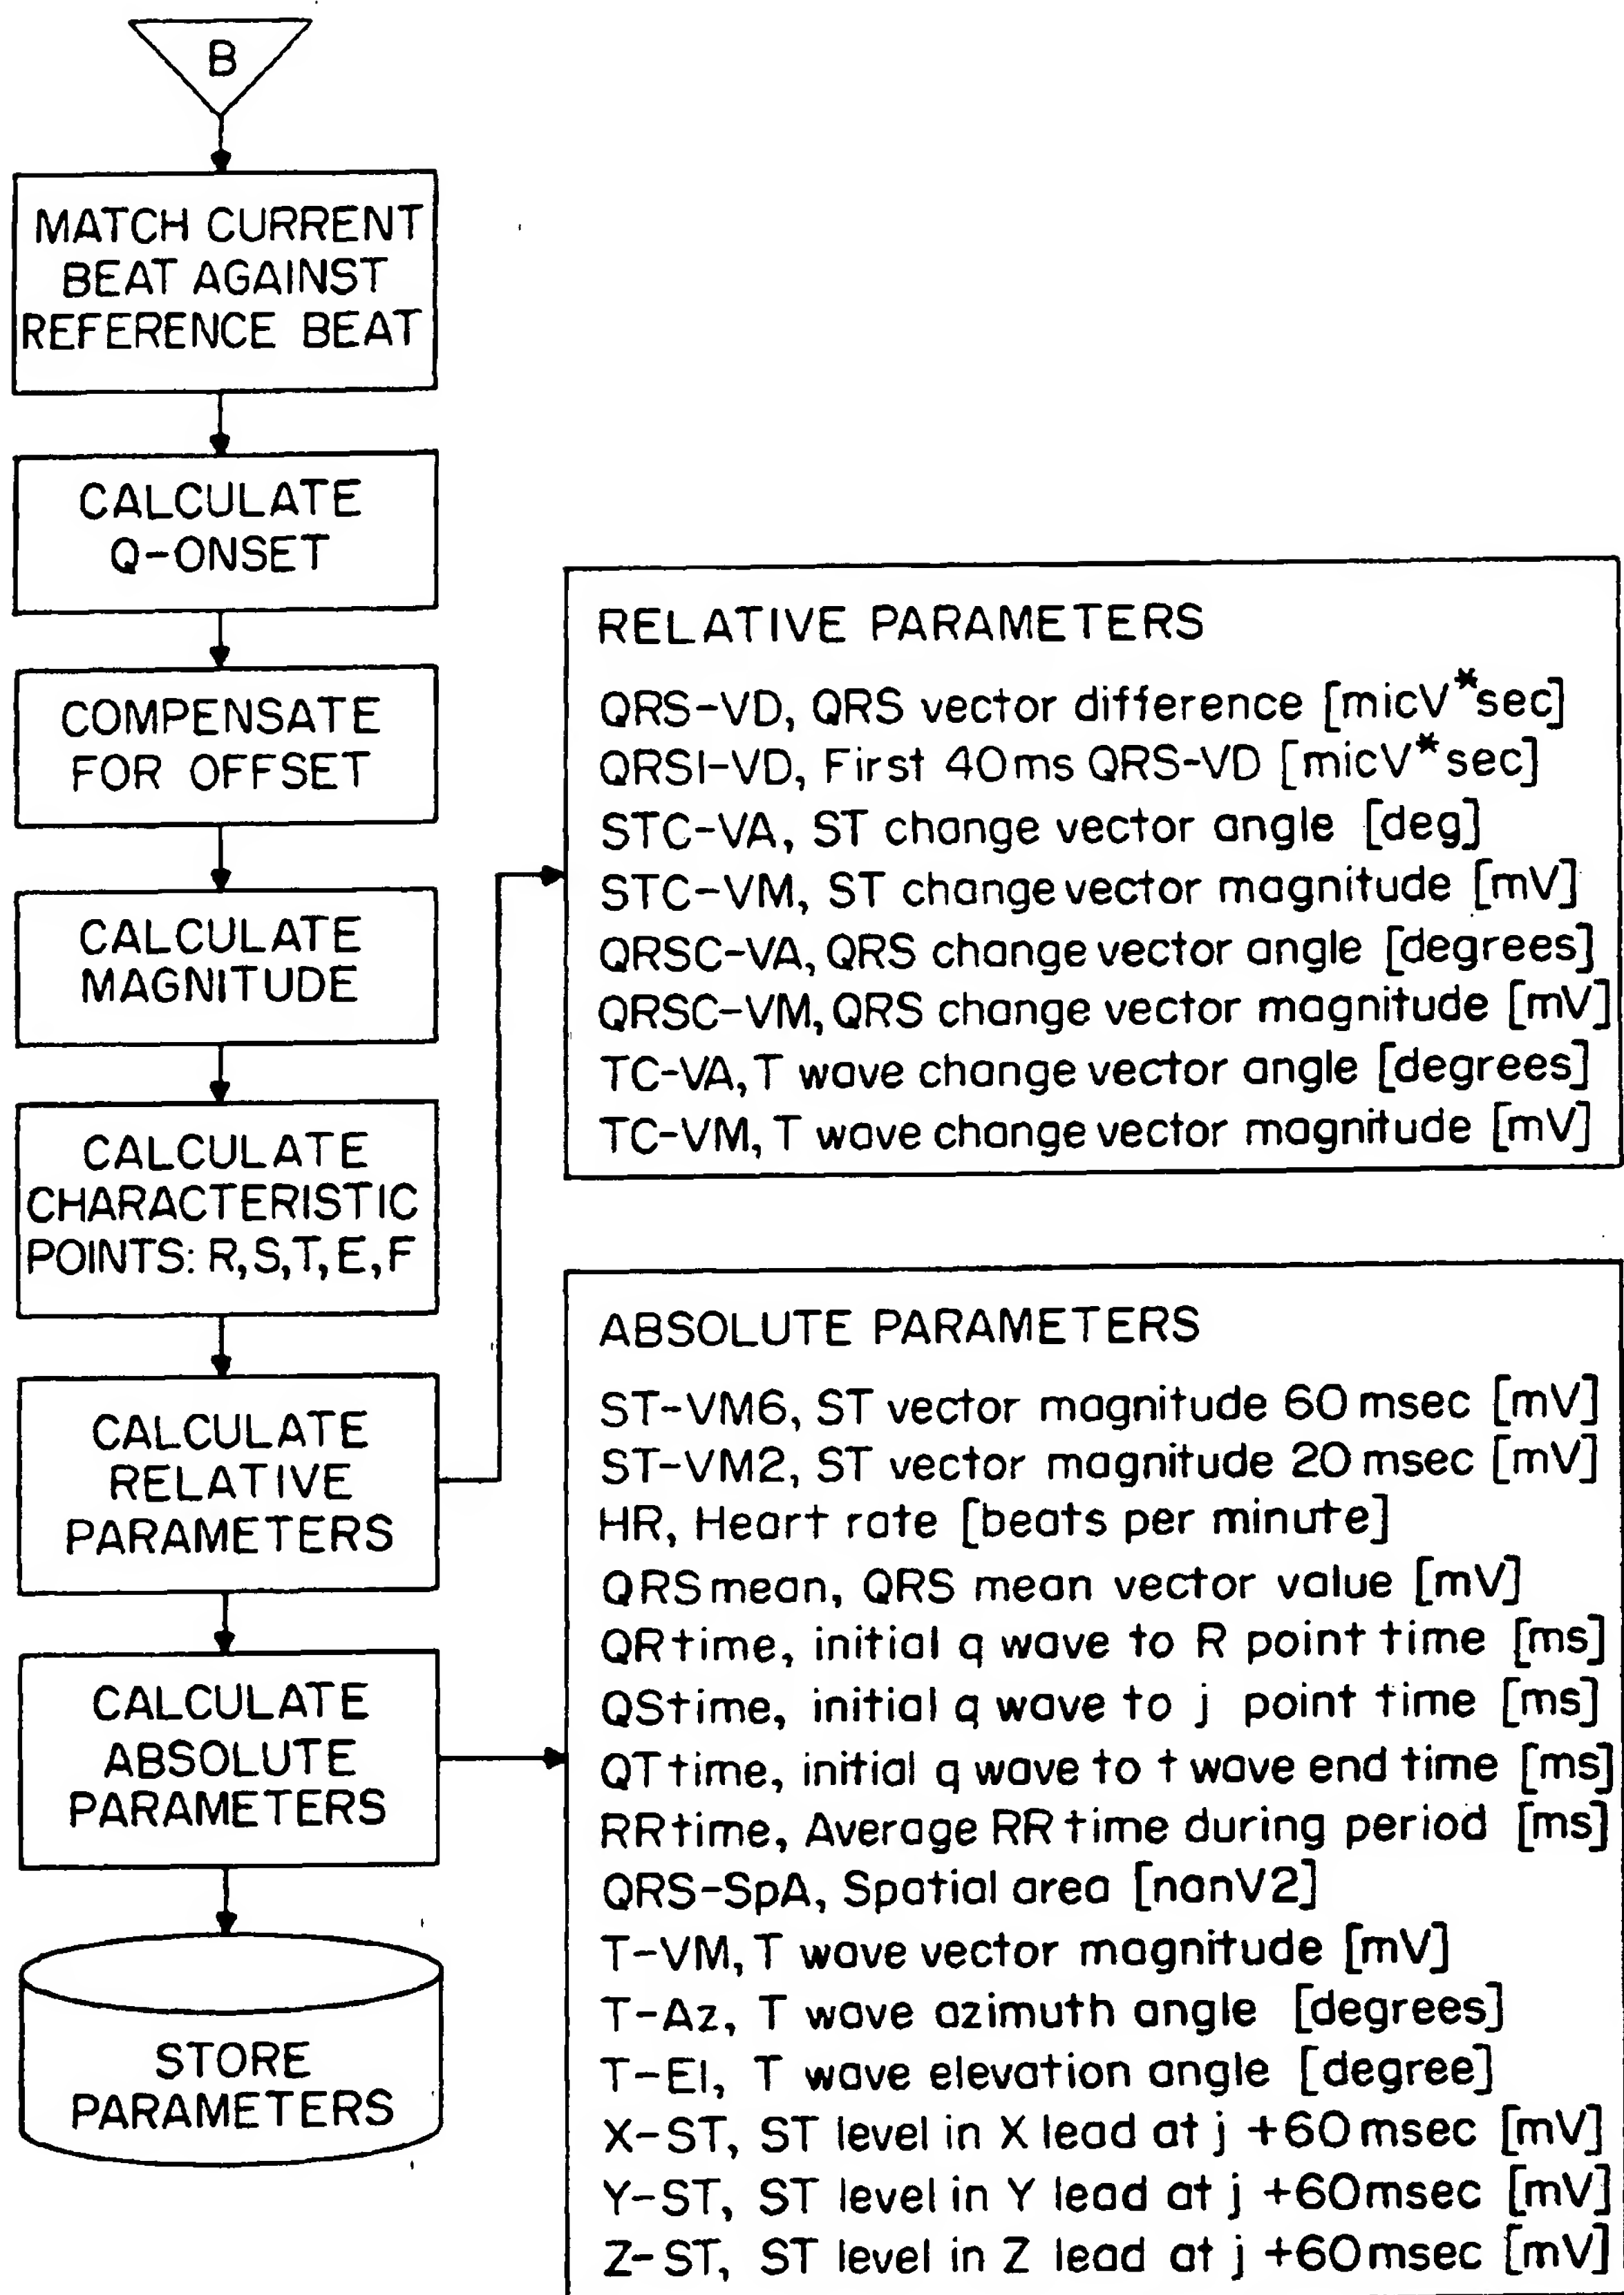 B
MATCH CURRENT
BEAT AGAINST
REFERENCE BEAT
CALCULATE
Q-ONSET
COMPENSATE
FOR OFFSET
CALCULATE
MAGNITUDE
CALCULATE
CHARACTERISTIC
POINTS: R,S,T,E,F
CALCULATE
RELATIVE
PARAMETERS
CALCULATE
ABSOLUTE
PARAMETERS
STORE
PARAMETERS
RELATIVE PARAMETERS
QRS-VD, QRS vector difference [micV*sec]
QRSI-VD, First 40ms QRS-VD [micV*sec]
STC-VA, ST change vector angle [deg]
STC-VM, ST change vector magnitude [mV]
QRSC-VA, QRS change vector angle [degrees]
QRSC-VM, QRS change vector magnitude [mV]
TC-VA, T wave change vector angle [degrees]
TC-VM, T wave change vector magnitude [mV]
ABSOLUTE PARAMETERS
ST-VM6, ST vector magnitude 60 msec [mV]
ST-VM2, ST vector magnitude 20 msec [mV]
HR, Heart rate [beats per minute]
QRSmean, QRS mean vector value [mV]
QRtime, initial q wave to R point time [ms]
QStime, initial q wave to j point time [ms]
QTtime, initial q wave to t wave end time [ms]
RRtime, Average RR time during period [ms]
QRS-SpA, Spatial area [nanV2]
T-VM, T wave vector magnitude [mV]
T-Az, T wave azimuth angle [degrees]
T-El, T wave elevation angle [degree]
X-ST, ST level in X lead at j +60 msec [mV]
Y-ST, ST level in Y lead at j +60msec [mV]
Z-ST, ST level in Z lead at j +60msec [mV]